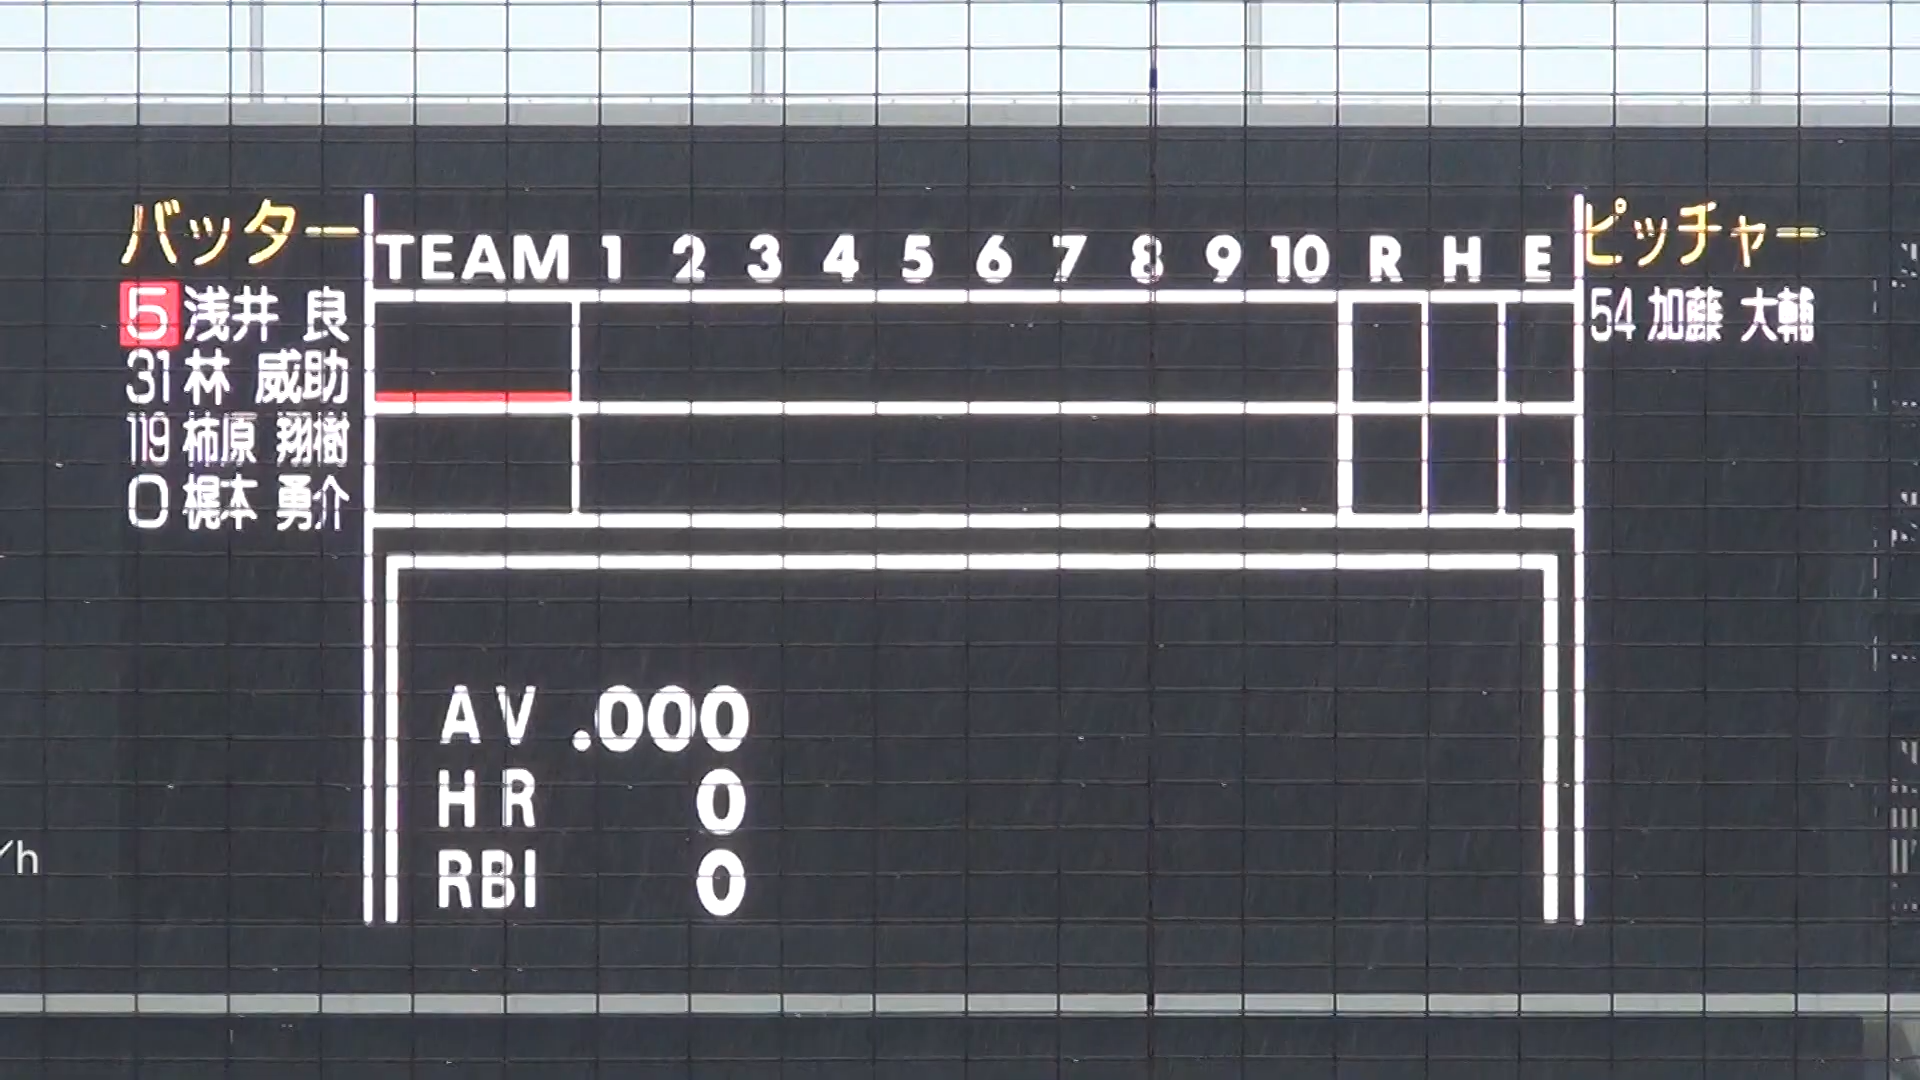 バッター
5 浅井 良
31 林 威助
119 柿原 翔樹
0 梶本 勇介
TEAM 1 2 3 4 5 6 7 8 9 10 R H E
ピッチャー
54 加藤 大輔
AV .000
HR 0
RBI 0
/h